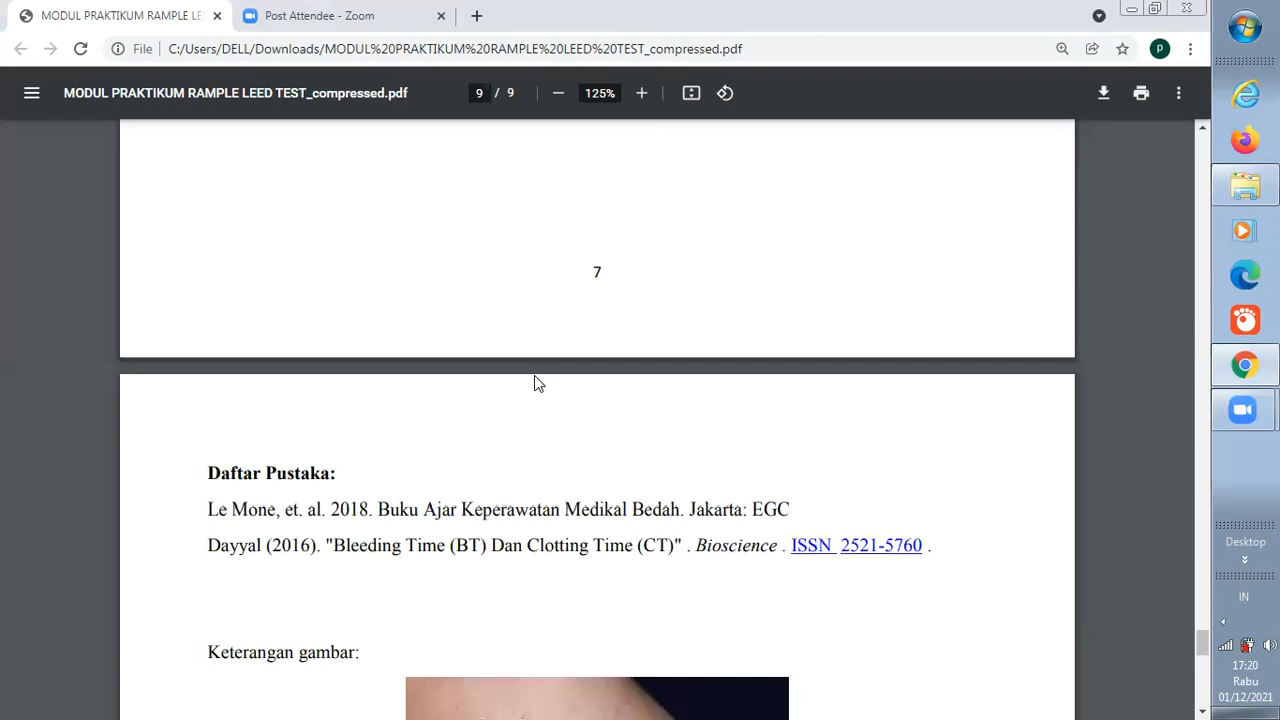 MODUL PRAKTIKUM RAMPLE LEE
Post Attendee - Zoom
File C:/Users/DELL/Downloads/MODUL%20PRAKTIKUM%20RAMPLE%20LEED%20TEST_compressed.pdf
P
MODUL PRAKTIKUM RAMPLE LEED TEST_compressed.pdf
9 / 9
125%
7
Daftar Pustaka:
Le Mone, et. al. 2018. Buku Ajar Keperawatan Medikal Bedah. Jakarta: EGC
Dayyal (2016). "Bleeding Time (BT) Dan Clotting Time (CT)" . Bioscience . ISSN 2521-5760 .
Keterangan gambar:
Desktop
IN
17:20
Rabu
01/12/2021